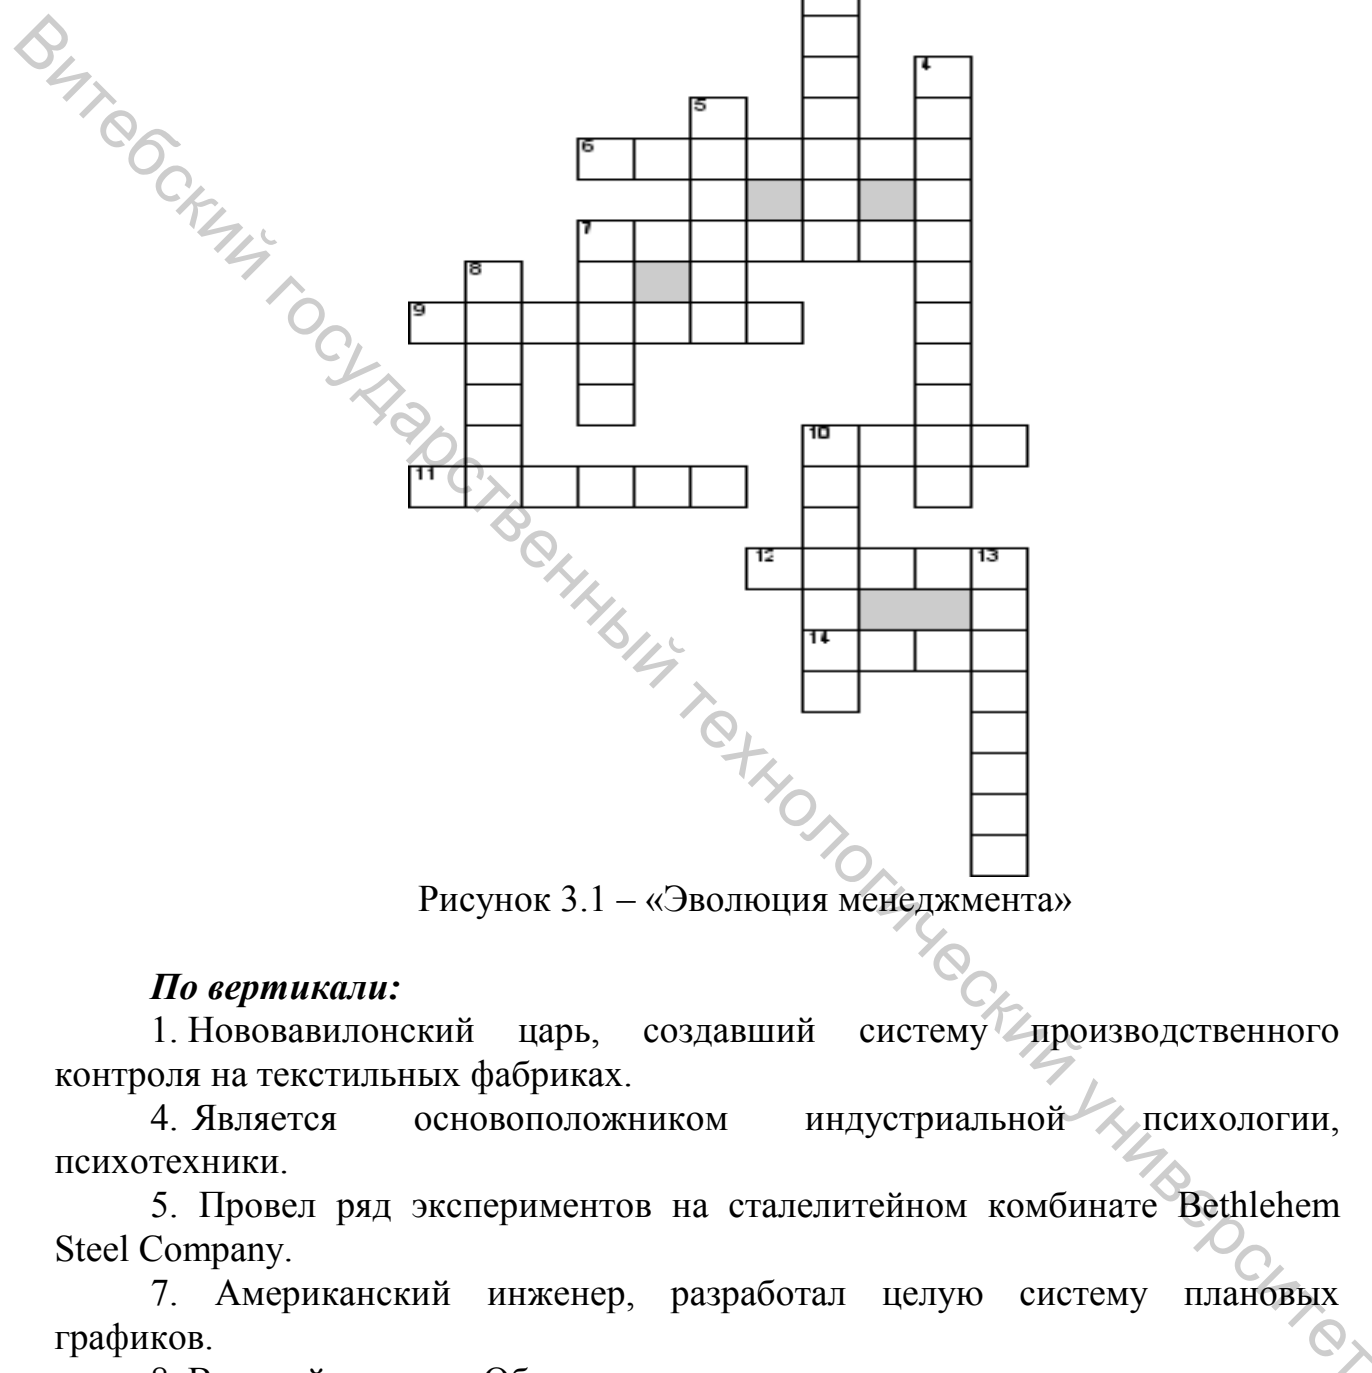 4
5
6
7
8
9
10
11
12 13
14
Рисунок 3.1 – «Эволюция менеджмента»
По вертикали:
1. Нововавилонский царь, создавший систему производственного
контроля на текстильных фабриках.
4. Является основоположником индустриальной психологии,
психотехники.
5. Провел ряд экспериментов на сталелитейном комбинате Bethlehem
Steel Company.
7. Американский инженер, разработал целую систему плановых
графиков.
Витебский государственный технологический университет